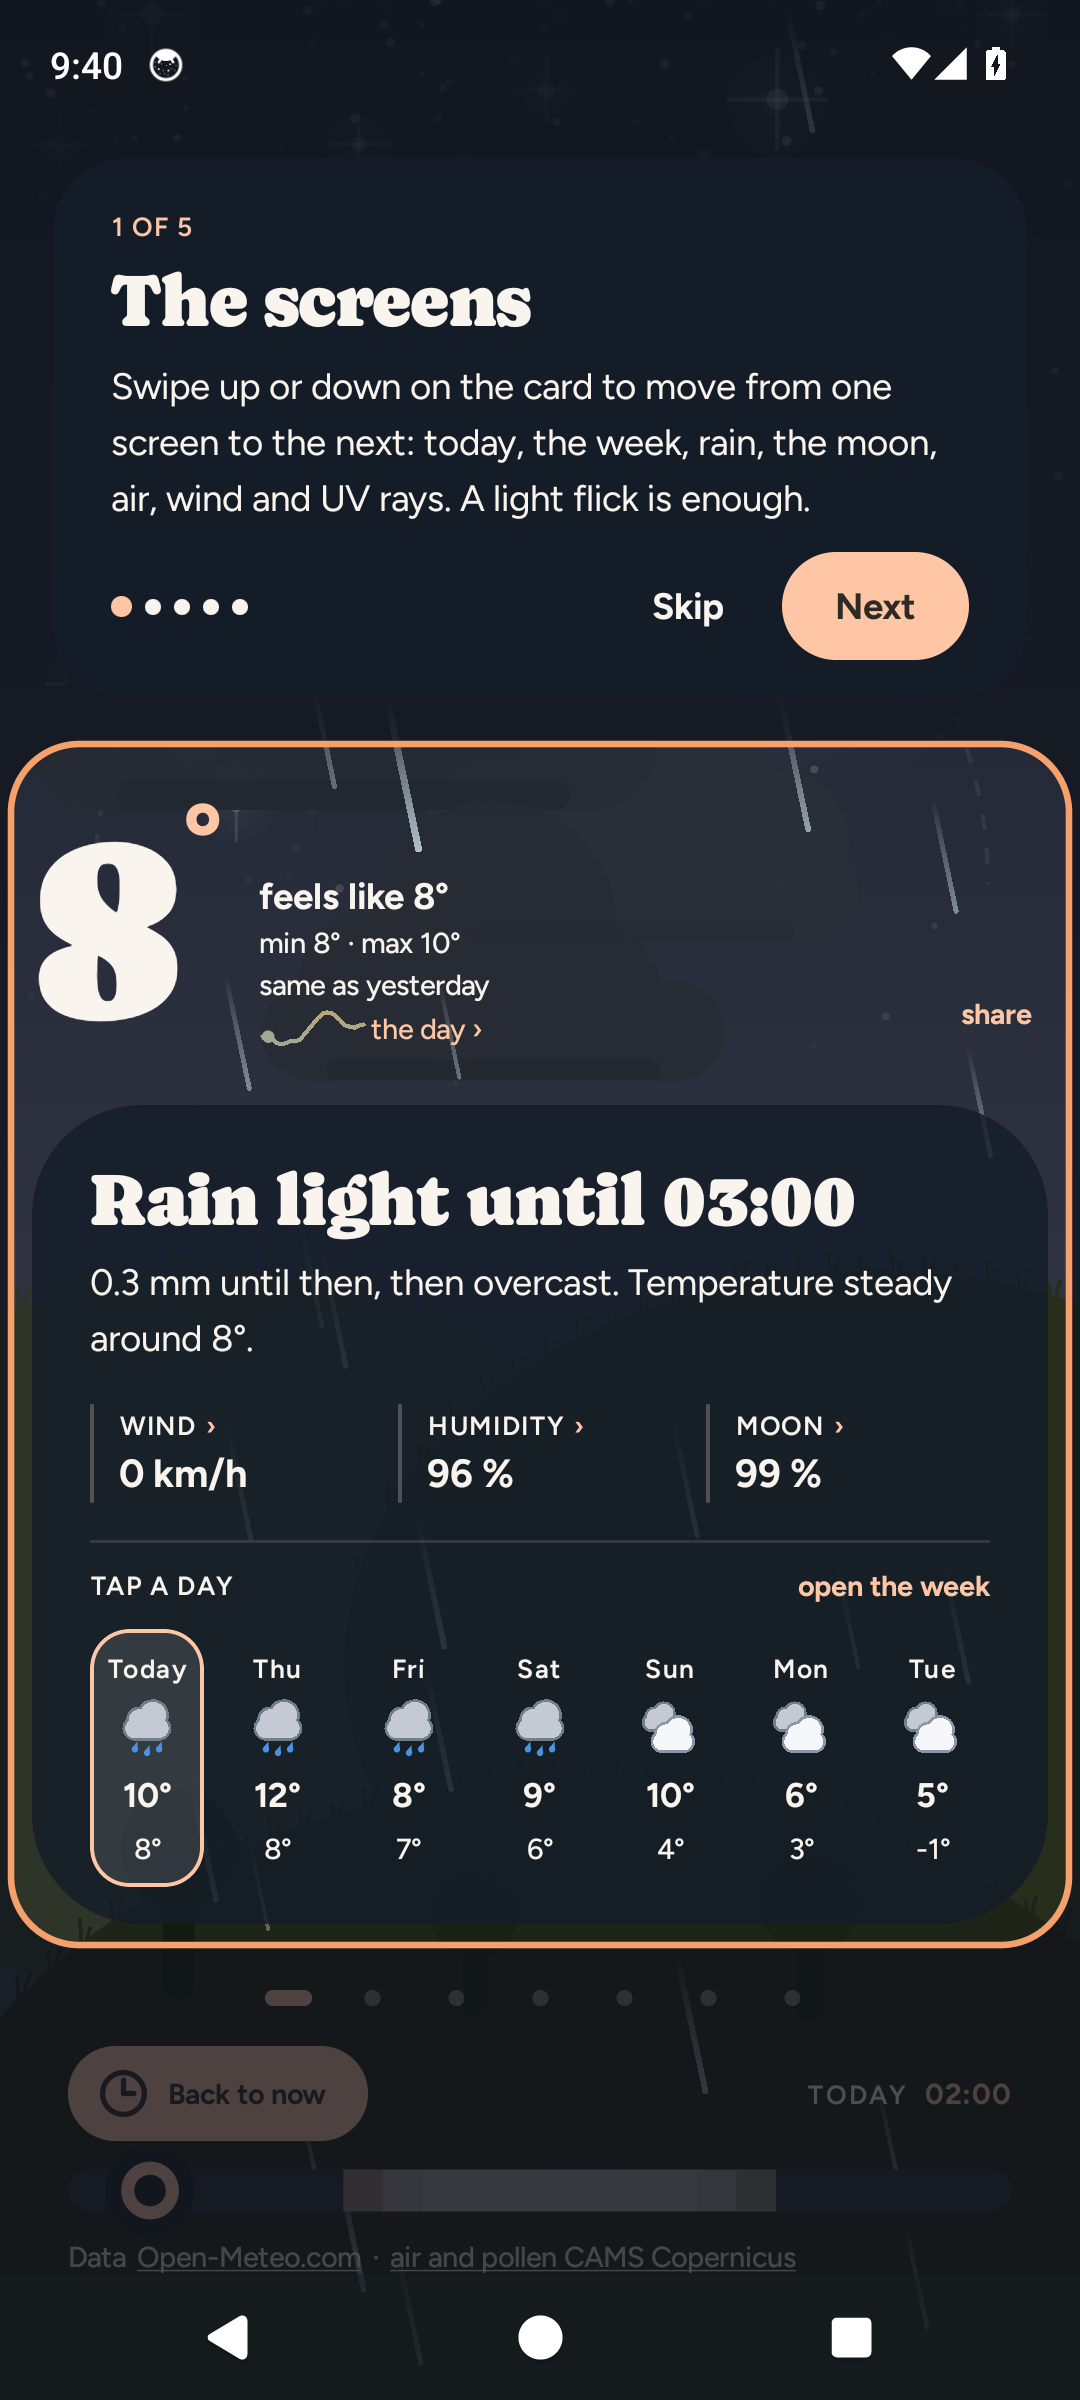 9:40
1 OF 5
The screens
Swipe up or down on the card to move from one
screen to the next: today, the week, rain, the moon,
air, wind and UV rays. A light flick is enough.
Skip
Next
8°
feels like 8°
min 8° · max 10°
same as yesterday
the day ›
share
Rain light until 03:00
0.3 mm until then, then overcast. Temperature steady
around 8°.
WIND › HUMIDITY › MOON ›
0 km/h 96 % 99 %
TAP A DAY
open the week
Today Thu Fri Sat Sun Mon Tue
10° 12° 8° 9° 10° 6° 5°
8° 8° 7° 6° 4° 3° -1°
Back to now
TODAY 02:00
Data Open-Meteo.com · air and pollen CAMS Copernicus